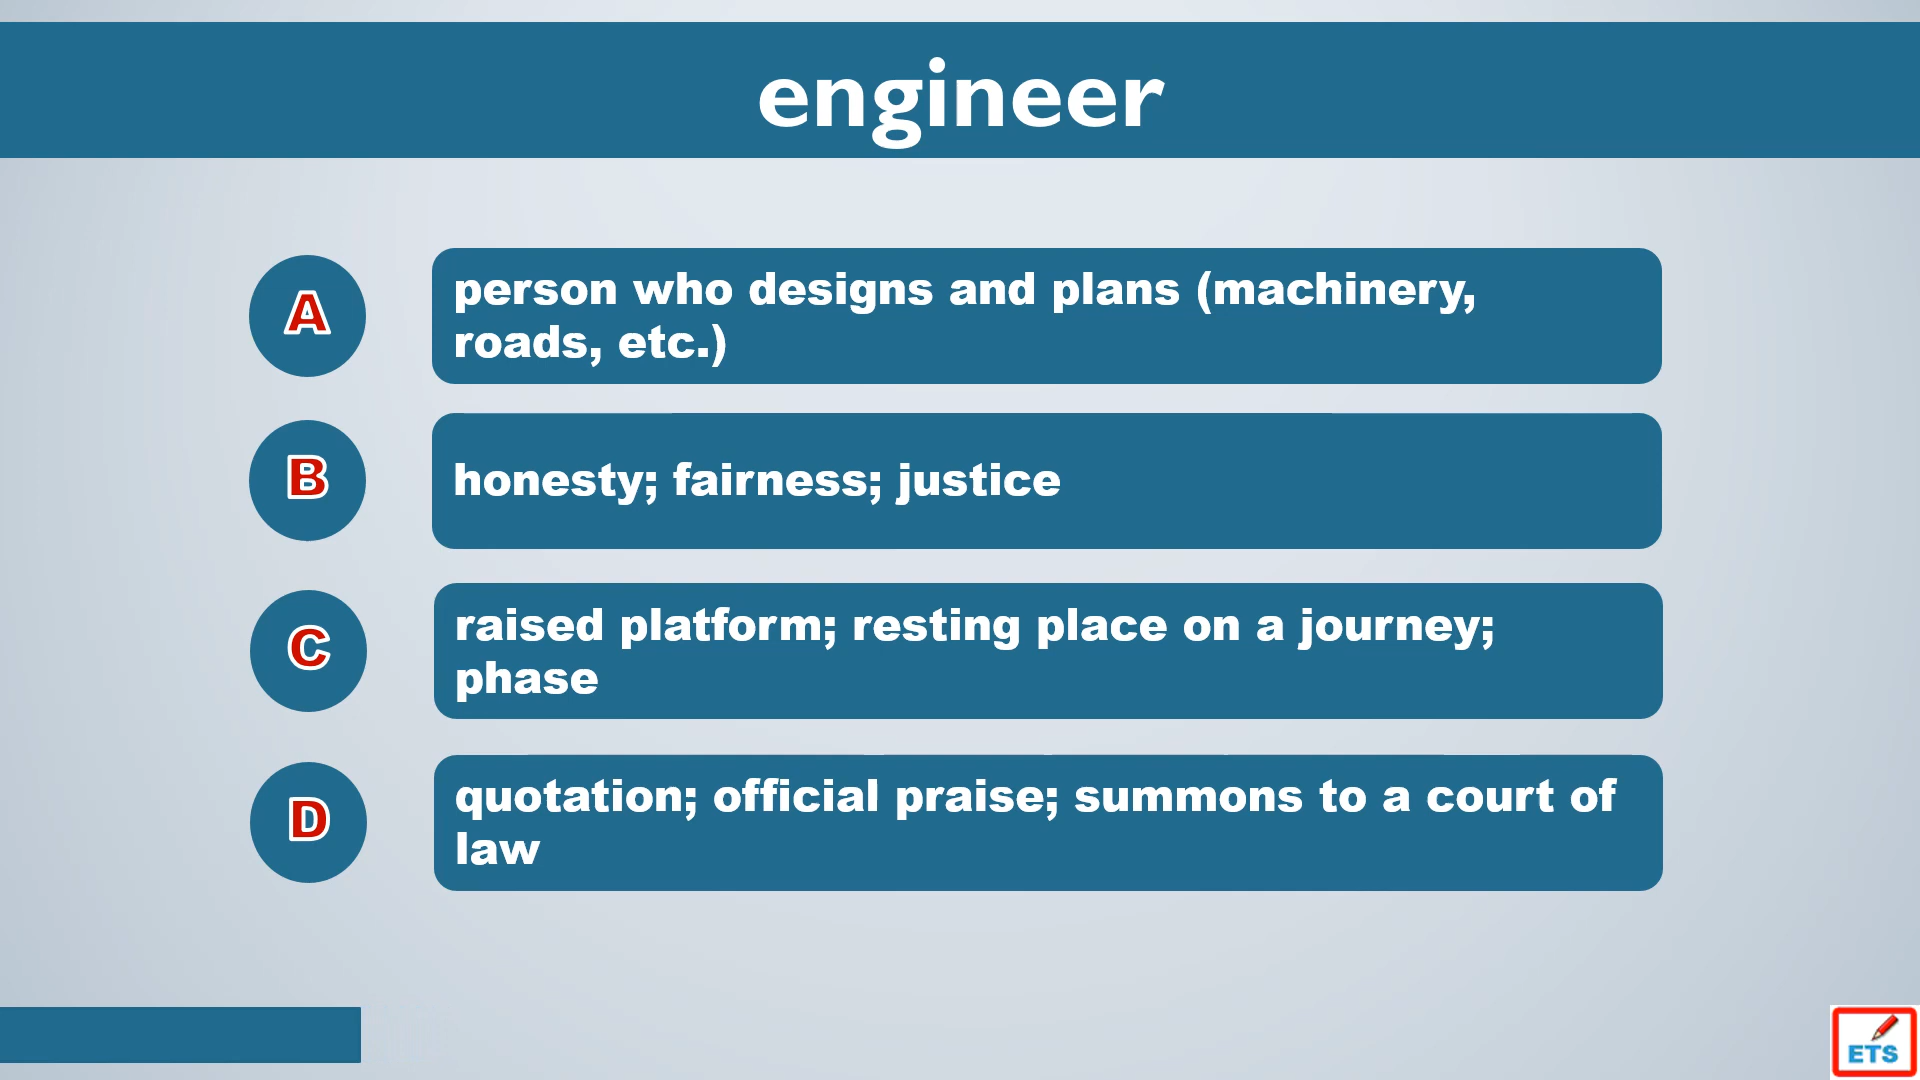 engineer
A
person who designs and plans (machinery,
roads, etc.)
B
honesty; fairness; justice
C
raised platform; resting place on a journey;
phase
D
quotation; official praise; summons to a court of
law
ETS